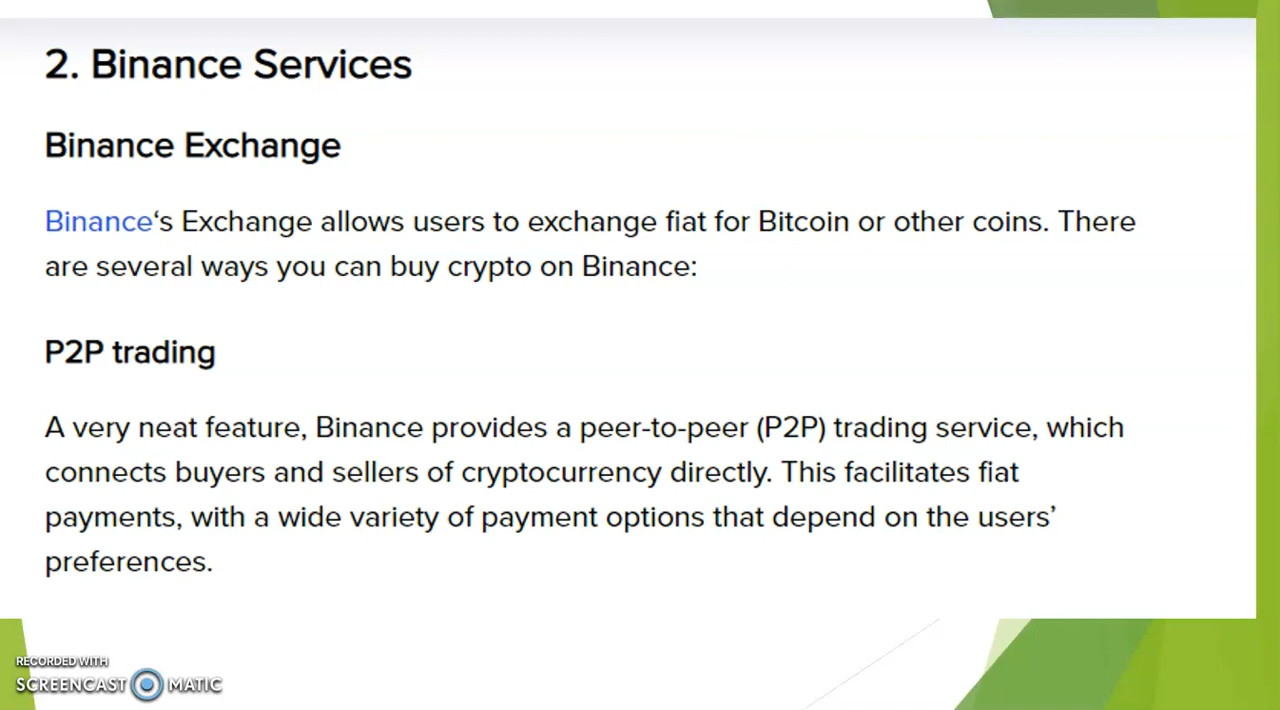 2. Binance Services
Binance Exchange
Binance‘s Exchange allows users to exchange fiat for Bitcoin or other coins. There
are several ways you can buy crypto on Binance:
P2P trading
A very neat feature, Binance provides a peer-to-peer (P2P) trading service, which
connects buyers and sellers of cryptocurrency directly. This facilitates fiat
payments, with a wide variety of payment options that depend on the users’
preferences.
RECORDED WITH
SCREENCAST MATIC